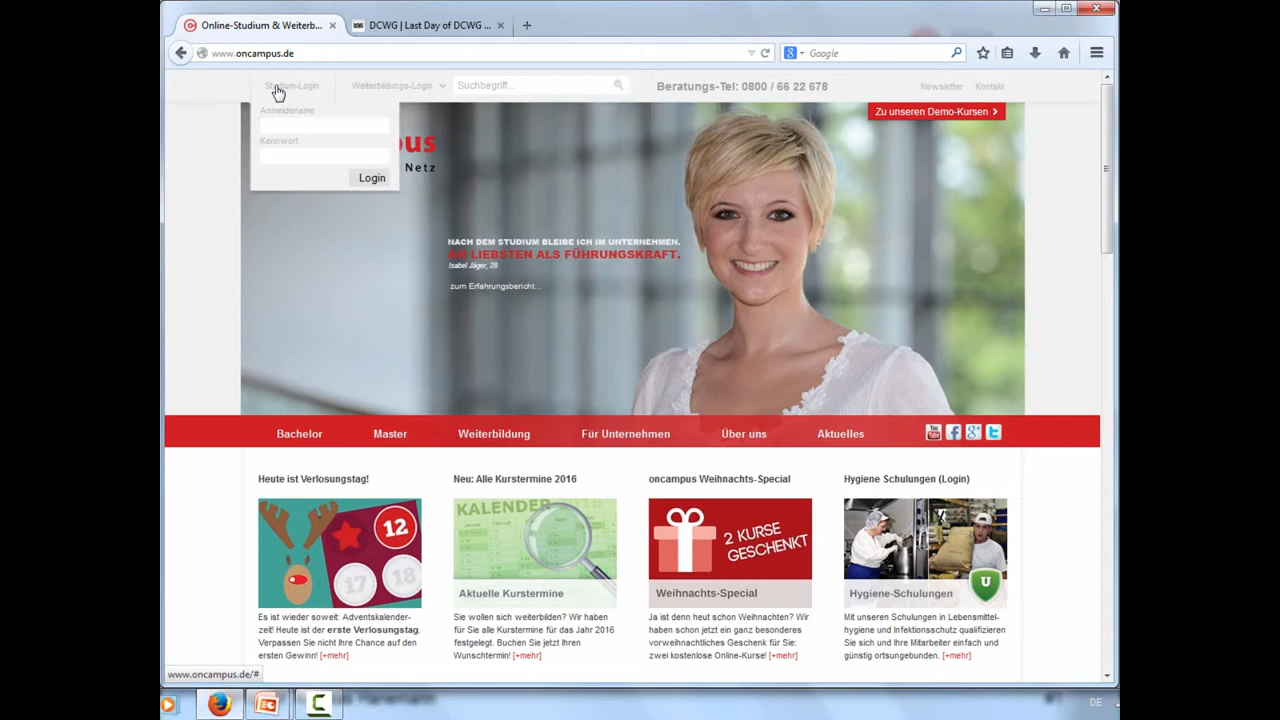 Online-Studium & Weiterb...
DCWG | Last Day of DCWG ...
www.oncampus.de
Google
Studium-Login
Weiterbildungs-Login
Suchbegriff...
Beratungs-Tel: 0800 / 66 22 678
Newsletter
Kontakt
Anmeldename
Kennwort
Login
Netz
Zu unseren Demo-Kursen
NACH DEM STUDIUM BLEIBE ICH IM UNTERNEHMEN.
AM LIEBSTEN ALS FÜHRUNGSKRAFT.
Isabel Jäger, 28
zum Erfahrungsbericht...
Bachelor
Master
Weiterbildung
Für Unternehmen
Über uns
Aktuelles
Heute ist Verlosungstag!
12
17
18
Es ist wieder soweit: Adventskalender-
zeit! Heute ist der erste Verlosungstag.
Verpassen Sie nicht Ihre Chance auf den
ersten Gewinn! [+mehr]
Neu: Alle Kurstermine 2016
KALENDER
Aktuelle Kurstermine
Sie wollen sich weiterbilden? Wir haben
für Sie alle Kurstermine für das Jahr 2016
festgelegt. Buchen Sie jetzt Ihren
Wunschtermin! [+mehr]
oncampus Weihnachts-Special
2 KURSE
GESCHENKT
Weihnachts-Special
Ja ist denn heut schon Weihnachten? Wir
haben schon jetzt ein ganz besonderes
vorweihnachtliches Geschenk für Sie:
zwei kostenlose Online-Kurse! [+mehr]
Hygiene Schulungen (Login)
U
Hygiene-Schulungen
Mit unseren Schulungen in Lebensmittel-
hygiene und Infektionsschutz qualifizieren
Sie sich und Ihre Mitarbeiter einfach und
günstig ortsungebunden. [+mehr]
www.oncampus.de/#
DE